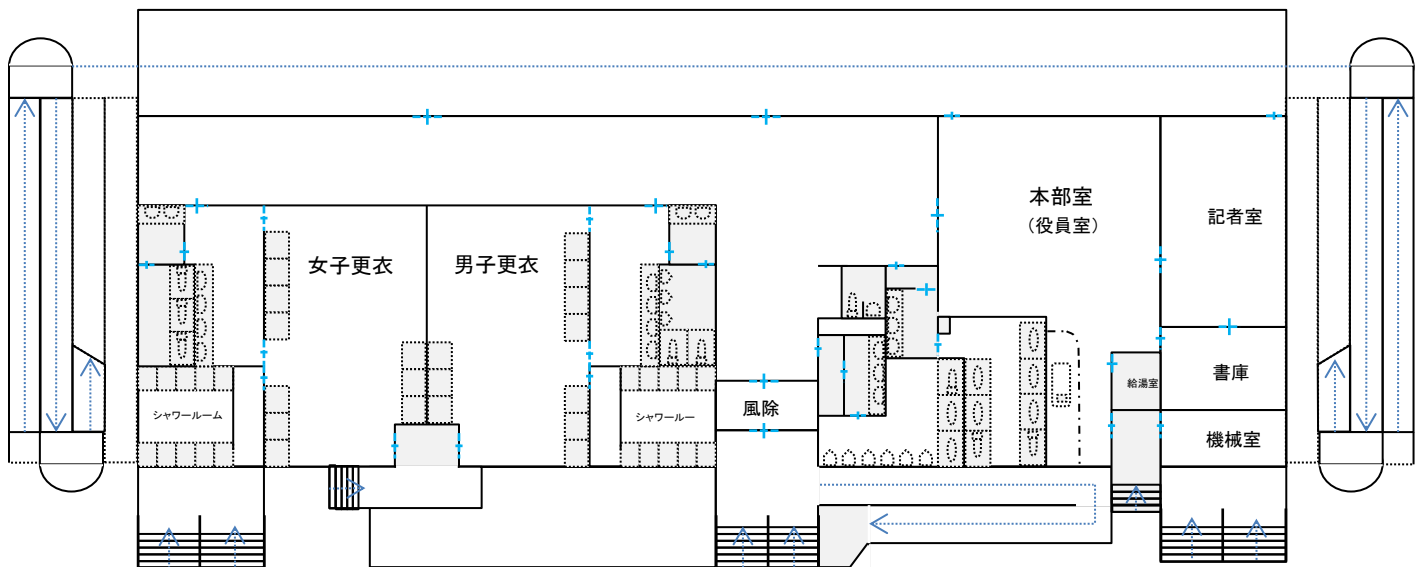 本部室
（役員室）
記者室
女子更衣
男子更衣
書庫
給湯室
風除
シャワールーム
シャワールー
機械室